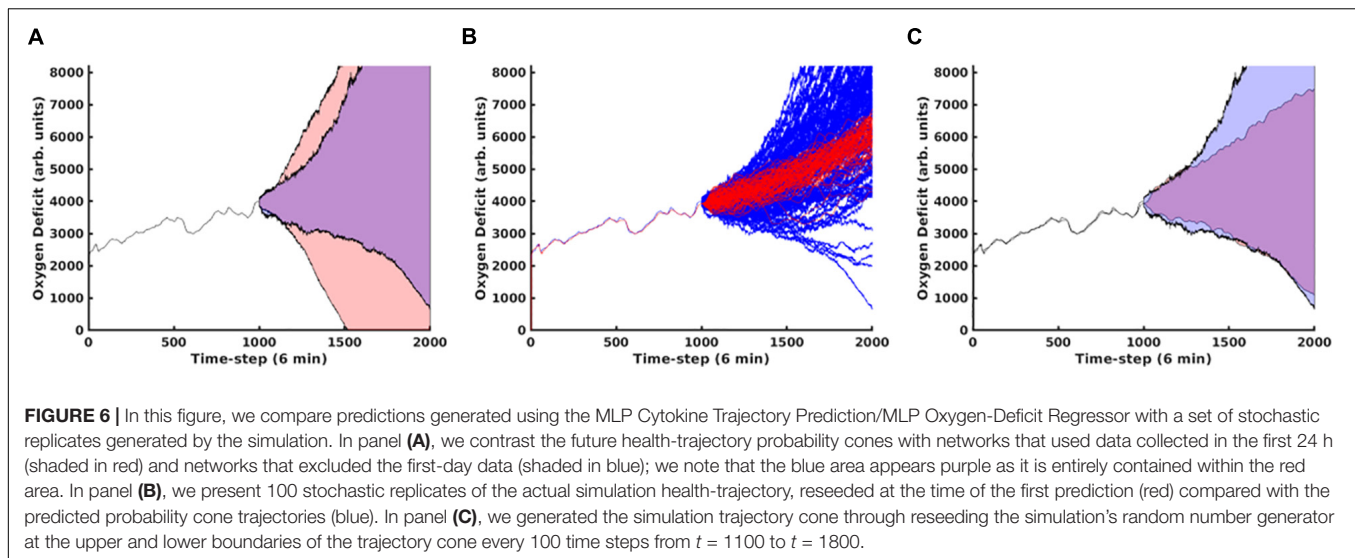 A
B
C
8000
7000
6000
5000
4000
3000
2000
1000
0
Oxygen Deficit (arb. units)
0 500 1000 1500 2000
Time-step (6 min)
8000
7000
6000
5000
4000
3000
2000
1000
0
Oxygen Deficit (arb. units)
0 500 1000 1500 2000
Time-step (6 min)
8000
7000
6000
5000
4000
3000
2000
1000
0
Oxygen Deficit (arb. units)
0 500 1000 1500 2000
Time-step (6 min)
FIGURE 6 | In this figure, we compare predictions generated using the MLP Cytokine Trajectory Prediction/MLP Oxygen-Deficit Regressor with a set of stochastic
replicates generated by the simulation. In panel (A), we contrast the future health-trajectory probability cones with networks that used data collected in the first 24 h
(shaded in red) and networks that excluded the first-day data (shaded in blue); we note that the blue area appears purple as it is entirely contained within the red
area. In panel (B), we present 100 stochastic replicates of the actual simulation health-trajectory, reseeded at the time of the first prediction (red) compared with the
predicted probability cone trajectories (blue). In panel (C), we generated the simulation trajectory cone through reseeding the simulation's random number generator
at the upper and lower boundaries of the trajectory cone every 100 time steps from t = 1100 to t = 1800.